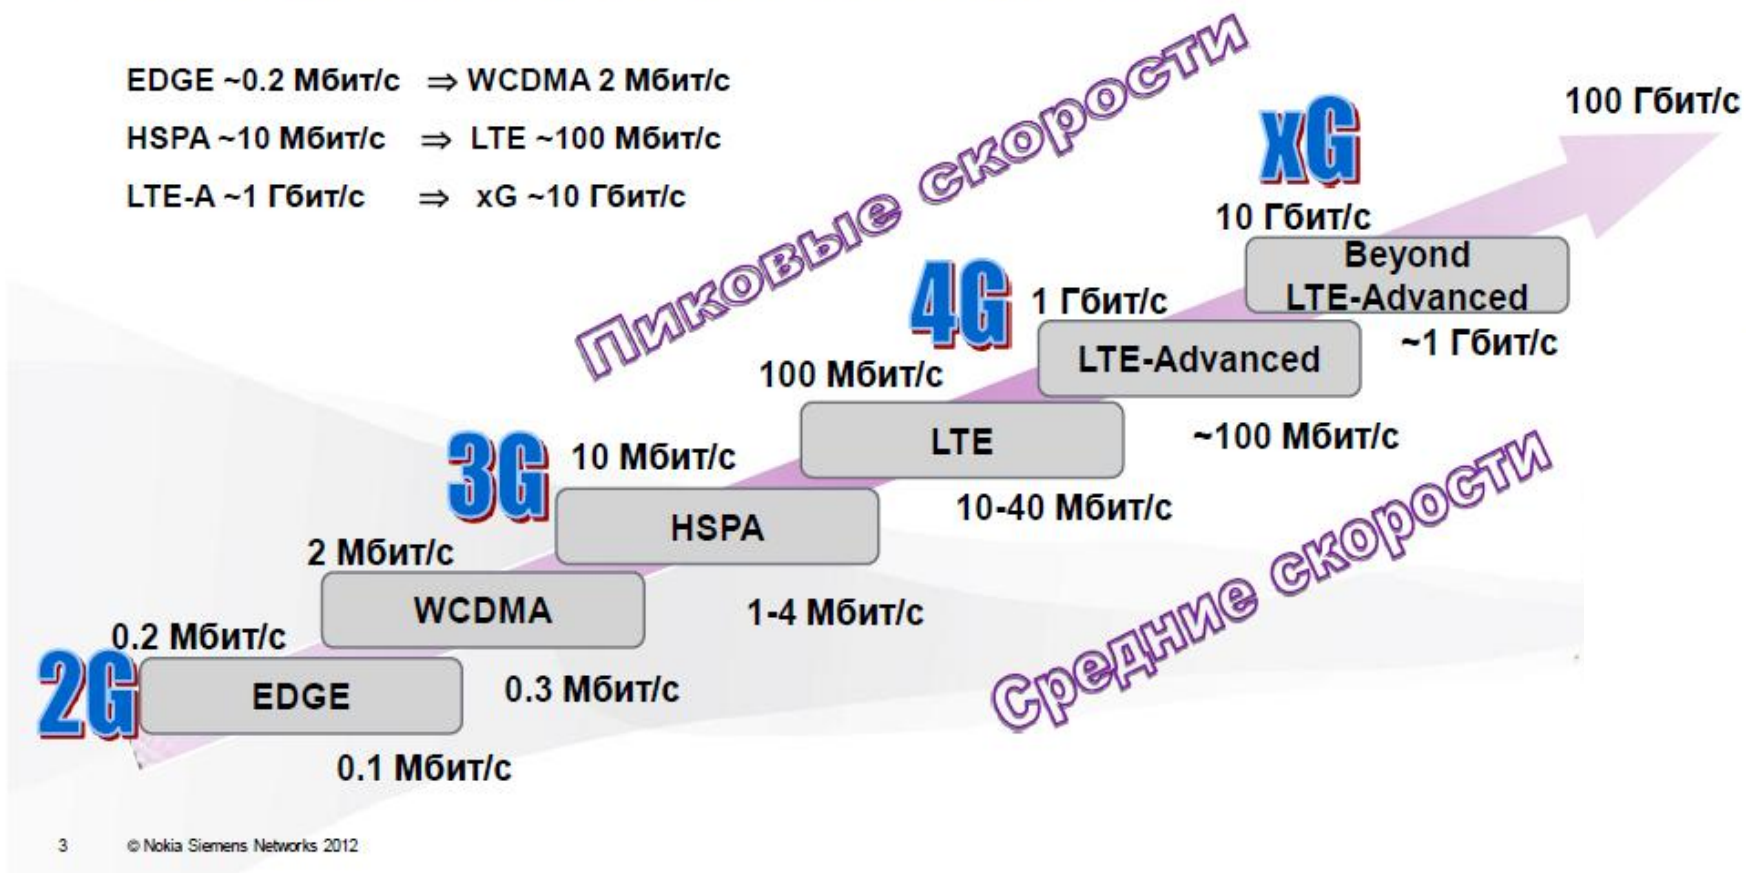 EDGE ~0.2 Мбит/с ⇒ WCDMA 2 Мбит/с
HSPA ~10 Мбит/с ⇒ LTE ~100 Мбит/с
LTE-A ~1 Гбит/с ⇒ xG ~10 Гбит/с
Пиковые скорости
100 Гбит/с
xG
10 Гбит/с
Beyond
LTE-Advanced
~1 Гбит/с
4G
1 Гбит/с
LTE-Advanced
~100 Мбит/с
100 Мбит/с
LTE
10-40 Мбит/с
3G
10 Мбит/с
HSPA
1-4 Мбит/с
2 Мбит/с
WCDMA
0.3 Мбит/с
2G
0.2 Мбит/с
EDGE
0.1 Мбит/с
Средние скорости
3 © Nokia Siemens Networks 2012